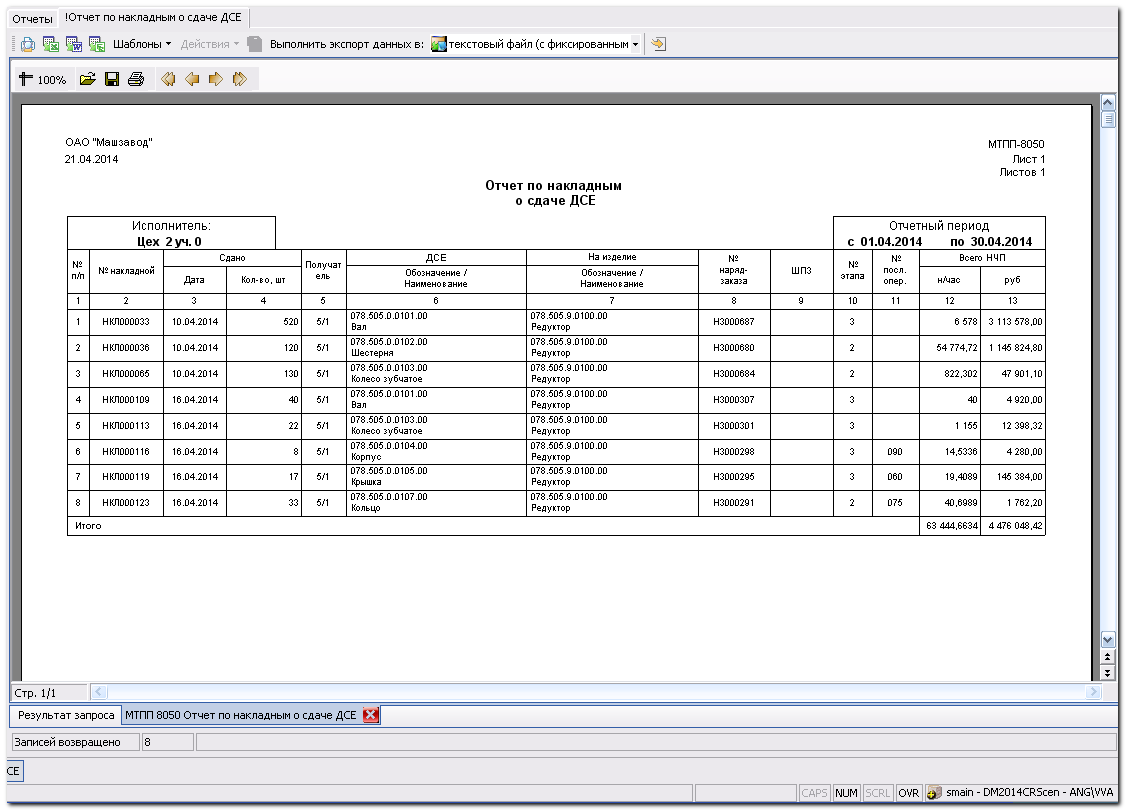 Отчеты !Отчет по накладным о сдаче ДСЕ
Шаблоны Действия Выполнить экспорт данных в: текстовый файл (с фиксированным
100%
ОАО "Машзавод" МТПП-8050
21.04.2014 Лист 1
Листов 1
Отчет по накладным
о сдаче ДСЕ
Исполнитель: Отчетный период
Цех 2 уч. 0 с 01.04.2014 по 30.04.2014
№ п/п № накладной Сдано Получатель ДСЕ На изделие № наряд-заказа ШПЗ № этапа № посл. опер. Всего НЧП
Дата Кол-во, шт Обозначение / Наименование Обозначение / Наименование н/час руб
1 2 3 4 5 6 7 8 9 10 11 12 13
1 НКЛ000033 10.04.2014 520 5/1 078.505.0.0101.00 Вал 078.505.9.0100.00 Редуктор НЗ000687 3 6 578 3 113 578,00
2 НКЛ000036 10.04.2014 120 5/1 078.505.0.0102.00 Шестерня 078.505.9.0100.00 Редуктор НЗ000680 2 54 774,72 1 145 824,80
3 НКЛ000065 10.04.2014 130 5/1 078.505.0.0103.00 Колесо зубчатое 078.505.9.0100.00 Редуктор НЗ000684 2 822,302 47 901,10
4 НКЛ000109 16.04.2014 40 5/1 078.505.0.0101.00 Вал 078.505.9.0100.00 Редуктор НЗ000307 3 40 4 920,00
5 НКЛ000113 16.04.2014 22 5/1 078.505.0.0103.00 Колесо зубчатое 078.505.9.0100.00 Редуктор НЗ000301 3 1 155 12 398,32
6 НКЛ000116 16.04.2014 8 5/1 078.505.0.0104.00 Корпус 078.505.9.0100.00 Редуктор НЗ000298 3 090 14,5336 4 280,00
7 НКЛ000119 16.04.2014 17 5/1 078.505.0.0105.00 Крышка 078.505.9.0100.00 Редуктор НЗ000295 3 060 19,4089 145 384,00
8 НКЛ000123 16.04.2014 33 5/1 078.505.0.0107.00 Кольцо 078.505.9.0100.00 Редуктор НЗ000291 2 075 40,6989 1 762,20
Итого 63 444,6634 4 476 048,42
Стр. 1/1
Результат запроса МТПП 8050 Отчет по накладным о сдаче ДСЕ
Записей возвращено 8
СЕ
CAPS NUM SCRL OVR smain - DM2014CRScen - ANG\VVA